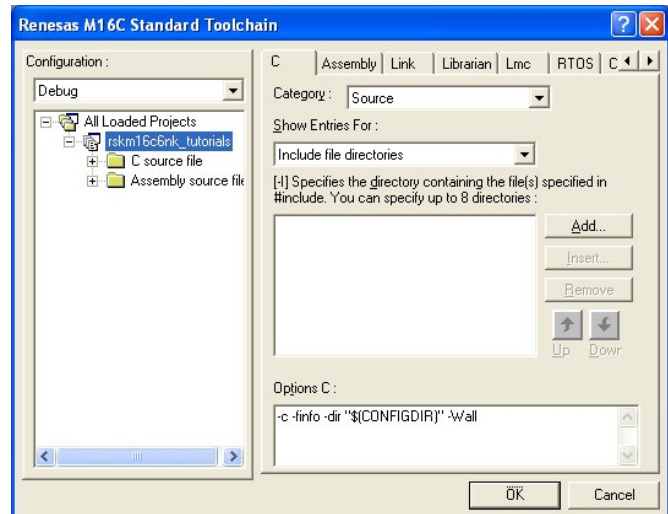 Renesas M16C Standard Toolchain
Configuration :
Debug
All Loaded Projects
rskm16c6nk_tutorials
C source file
Assembly source file
C Assembly Link Librarian Lmc RTOS C
Category : Source
Show Entries For :
Include file directories
[-I] Specifies the directory containing the file(s) specified in
#include. You can specify up to 8 directories :
Add...
Insert...
Remove
Up Down
Options C :
-c -finfo -dir "$(CONFIGDIR)" -Wall
OK Cancel